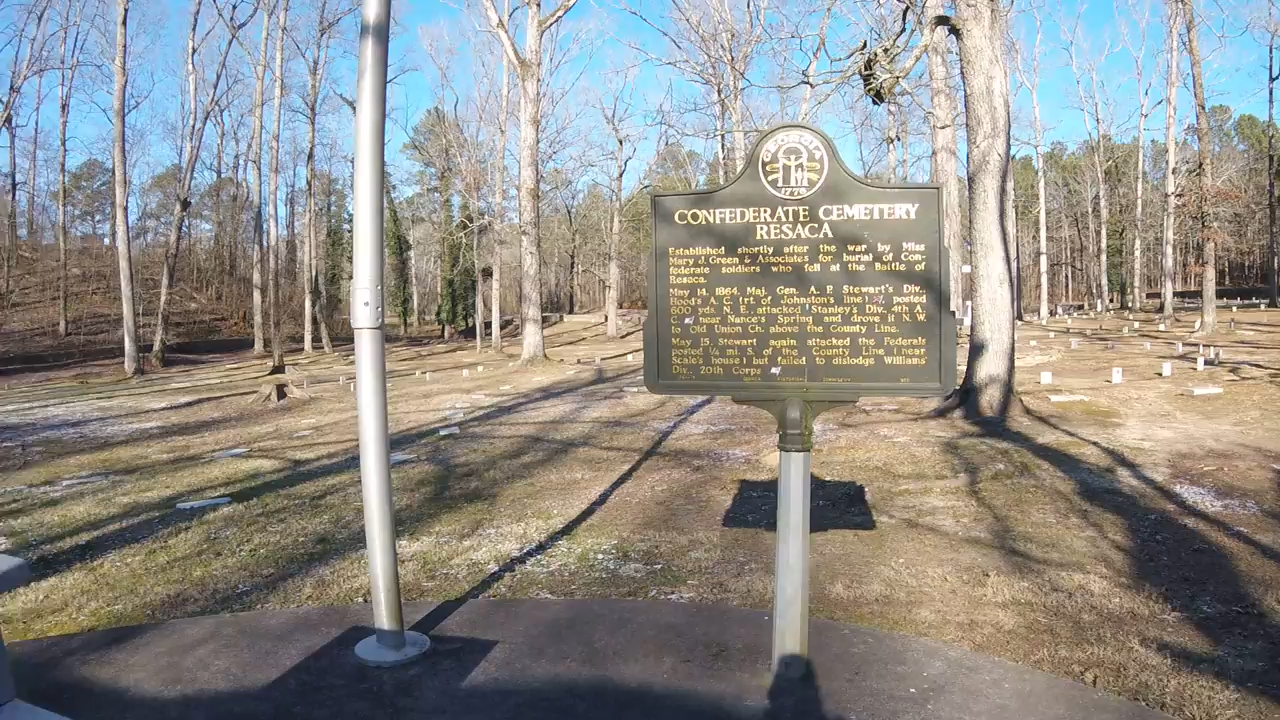 GEORGIA
1776
CONFEDERATE CEMETERY
RESACA
Established shortly after the war by Miss
Mary J. Green & Associates for burial of Con-
federate soldiers who fell at the Battle of
Resaca.
May 14, 1864, Maj. Gen. A. P. Stewart's Div.,
Hood's A. C. (rt. of Johnston's line), posted
600 yds. N. E., attacked Stanley's Div., 4th A.
C. near Nance's Spring and drove it N.W.
to Old Union Ch. above the County Line.
May 15, Stewart again attacked the Federals
posted ¼ mi. S. of the County Line (near
Scale's house) but failed to dislodge Williams'
Div., 20th Corps
GEORGIA HISTORICAL COMMISSION